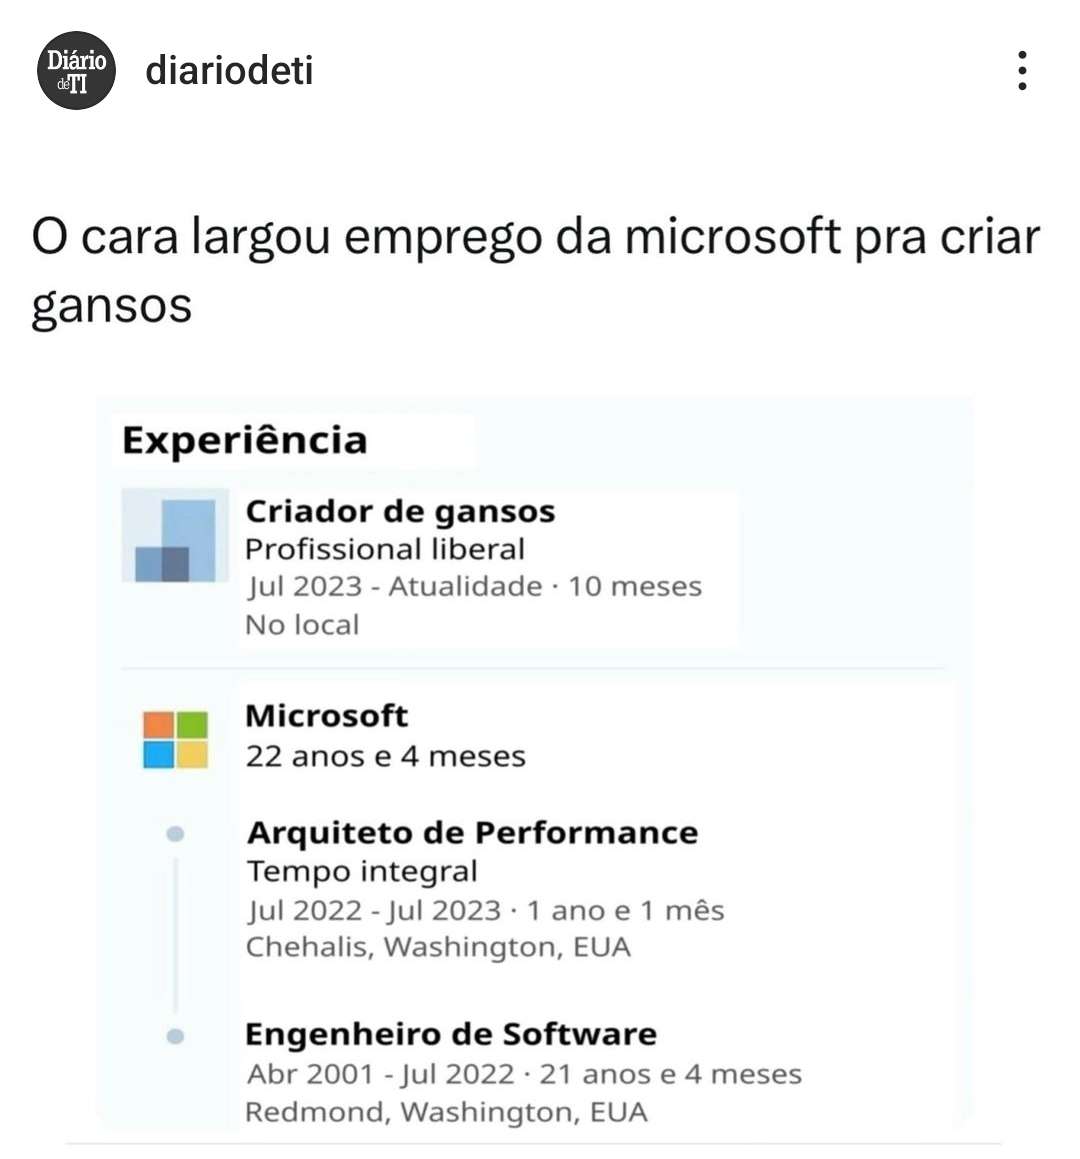 Diário
de TI
diariodeti
O cara largou emprego da microsoft pra criar
gansos
Experiência
Criador de gansos
Profissional liberal
Jul 2023 - Atualidade · 10 meses
No local
Microsoft
22 anos e 4 meses
Arquiteto de Performance
Tempo integral
Jul 2022 - Jul 2023 · 1 ano e 1 mês
Chehalis, Washington, EUA
Engenheiro de Software
Abr 2001 - Jul 2022 · 21 anos e 4 meses
Redmond, Washington, EUA